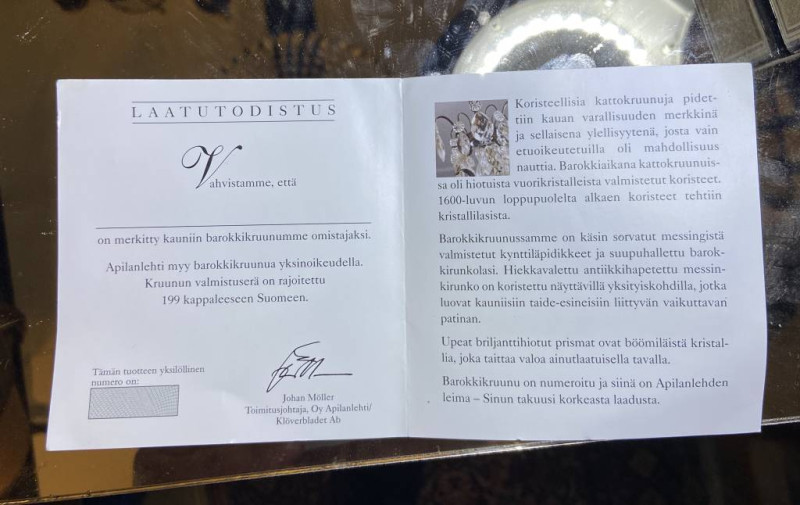 LAATUTODISTUS
Vahvistamme, että
on merkitty kauniin barokkikruunumme omistajaksi.
Apilanlehti myy barokkikruunua yksinoikeudella.
Kruunun valmistuserä on rajoitettu
199 kappaleeseen Suomeen.
Tämän tuotteen yksilöllinen
numero on:
Johan Möller
Toimitusjohtaja, Oy Apilanlehti/
Klöverbladet Ab
Koristeellisia kattokruunuja pidet-
tiin kauan varallisuuden merkkinä
ja sellaisena ylellisyytenä, josta vain
etuoikeutetuilla oli mahdollisuus
nauttia. Barokkiaikana kattokruunuis-
sa oli hiotuista vuorikristalleista valmistetut koristeet.
1600-luvun loppupuolelta alkaen koristeet tehtiin
kristallilasista.
Barokkikruunussamme on käsin sorvatut messingistä
valmistetut kynttiläpidikkeet ja suupuhallettu barok-
kirunkolasi. Hiekkavalettu antiikkihapetettu messin-
kirunko on koristettu näyttävillä yksityiskohdilla, jotka
luovat kauniisiin taide-esineisiin liittyvän vaikuttavan
patinan.
Upeat briljanttihiotut prismat ovat böömiläistä kristal-
lia, joka taittaa valoa ainutlaatuisella tavalla.
Barokkikruunu on numeroitu ja siinä on Apilanlehden
leima – Sinun takuusi korkeasta laadusta.